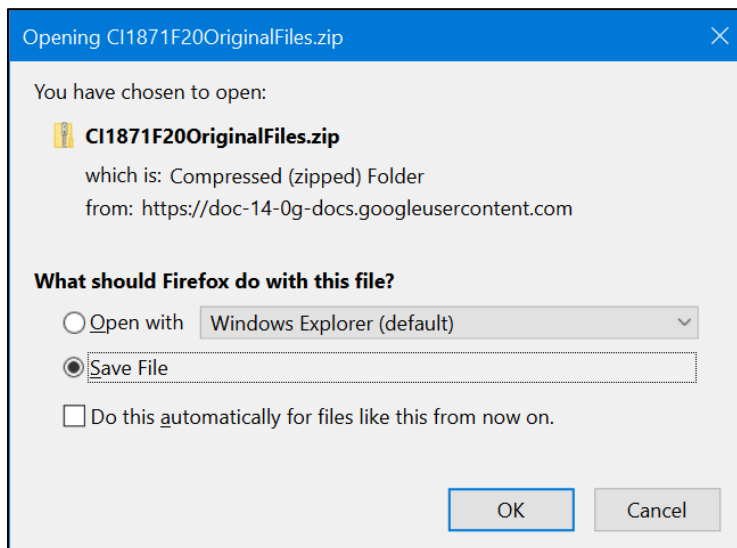 Opening CI1871F20OriginalFiles.zip
You have chosen to open:
CI1871F20OriginalFiles.zip
which is: Compressed (zipped) Folder
from: https://doc-14-0g-docs.googleusercontent.com
What should Firefox do with this file?
Open with Windows Explorer (default)
Save File
Do this automatically for files like this from now on.
OK Cancel